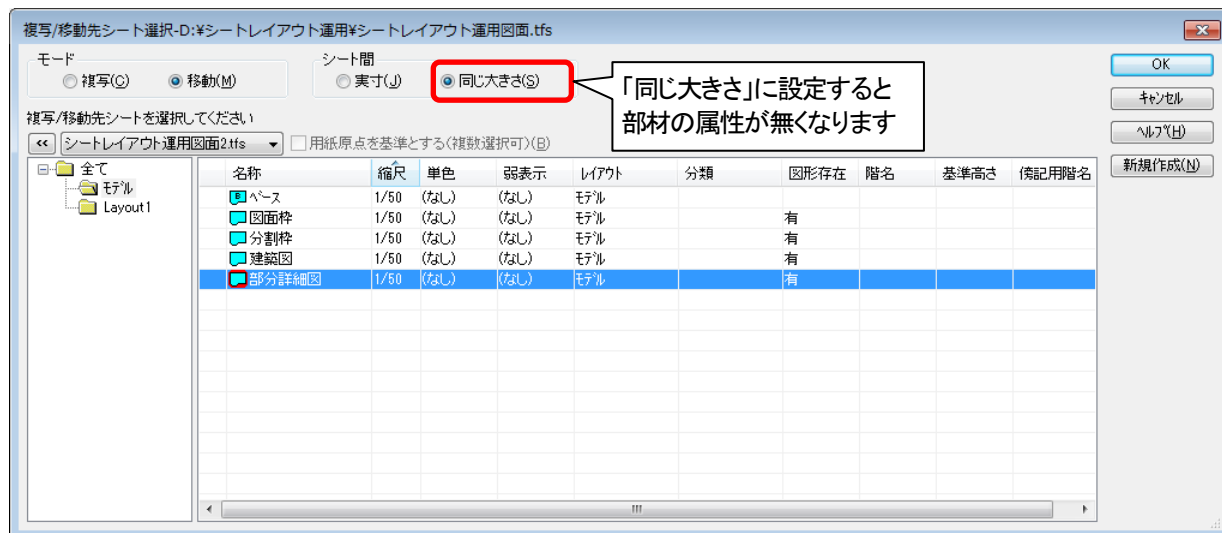 複写/移動先シート選択-D:¥シートレイアウト運用¥シートレイアウト運用図面.tfs
モード
複写(C) 移動(M)
シート間
実寸(J) 同じ大きさ(S)
「同じ大きさ」に設定すると
部材の属性が無くなります
OK
ｷｬﾝｾﾙ
ﾍﾙﾌﾟ(H)
新規作成(N)
複写/移動先シートを選択してください
<< シートレイアウト運用図面2.tfs 用紙原点を基準とする(複数選択可)(B)
全て
ﾓﾃﾞﾙ
Layout1
名称 縮尺 単色 弱表示 ﾚｲｱｳﾄ 分類 図形存在 階名 基準高さ 傍記用階名
B ﾍﾞｰｽ 1/50 (なし) (なし) ﾓﾃﾞﾙ
図面枠 1/50 (なし) (なし) ﾓﾃﾞﾙ 有
分割枠 1/50 (なし) (なし) ﾓﾃﾞﾙ 有
建築図 1/50 (なし) (なし) ﾓﾃﾞﾙ 有
部分詳細図 1/50 (なし) (なし) ﾓﾃﾞﾙ 有